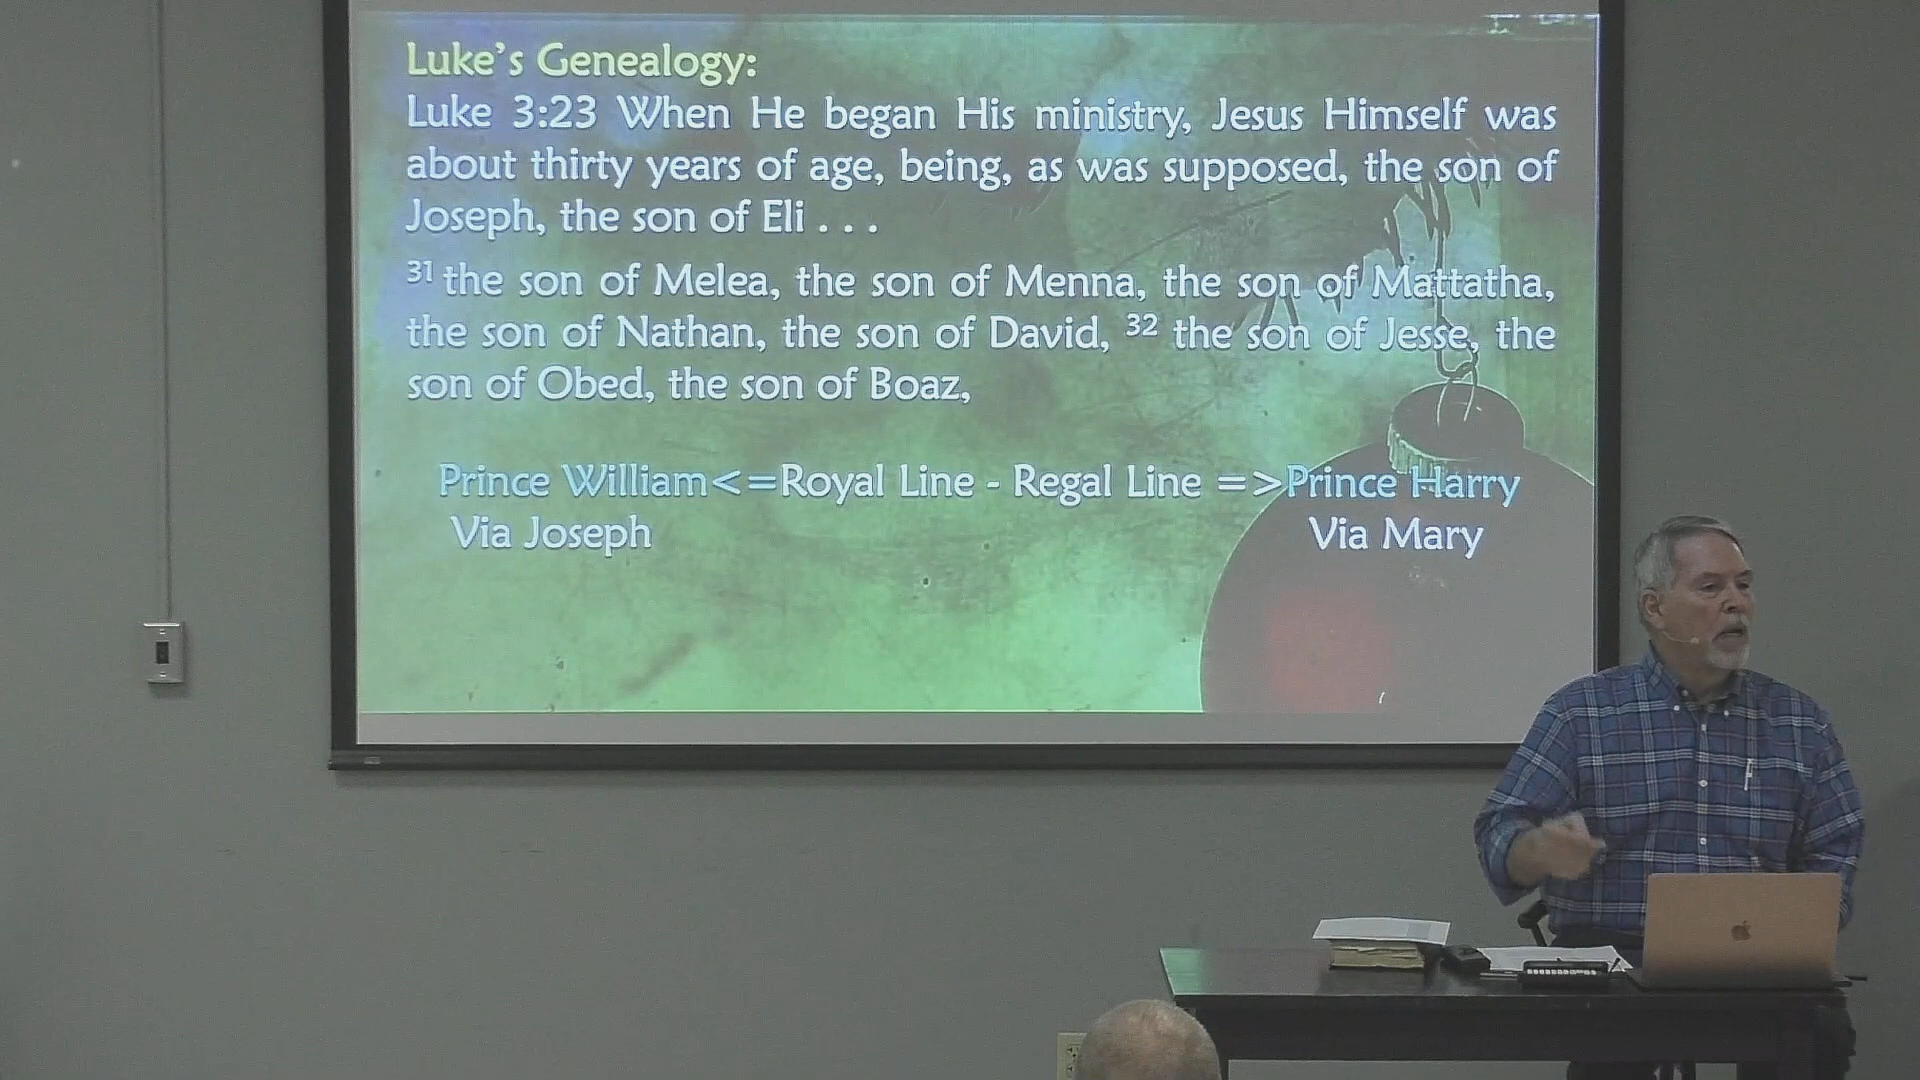 Luke's Genealogy:
Luke 3:23 When He began His ministry, Jesus Himself was
about thirty years of age, being, as was supposed, the son of
Joseph, the son of Eli . . .
31 the son of Melea, the son of Menna, the son of Mattatha,
the son of Nathan, the son of David, 32 the son of Jesse, the
son of Obed, the son of Boaz,
Prince William<=Royal Line - Regal Line =>Prince Harry
Via Joseph Via Mary